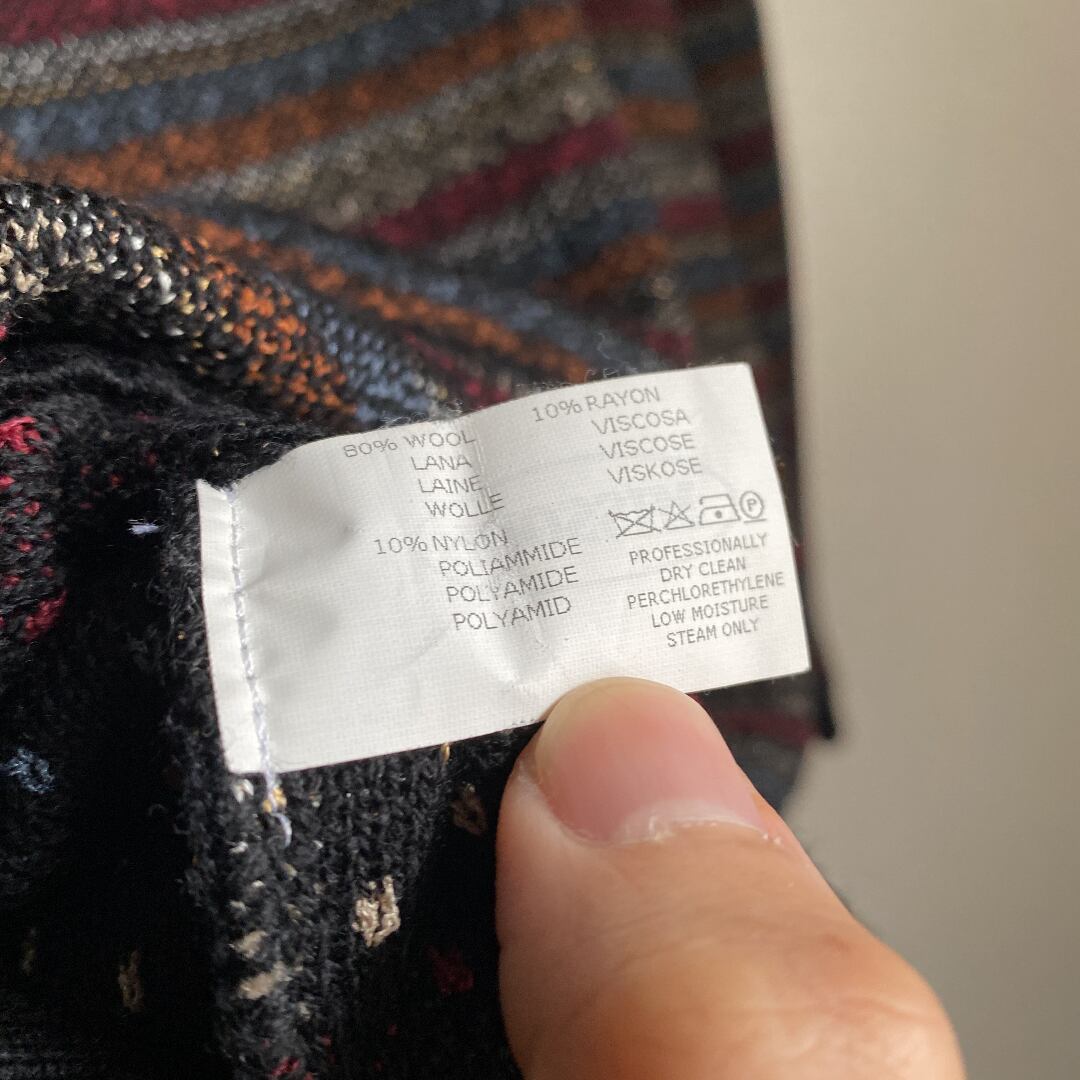 80% WOOL
LANA
LAINE
WOLLE
10% NYLON
POLIAMMIDE
POLYAMIDE
POLYAMID
10% RAYON
VISCOSA
VISCOSE
VISKOSE
P
PROFESSIONALLY
DRY CLEAN
PERCHLORETHYLENE
LOW MOISTURE
STEAM ONLY